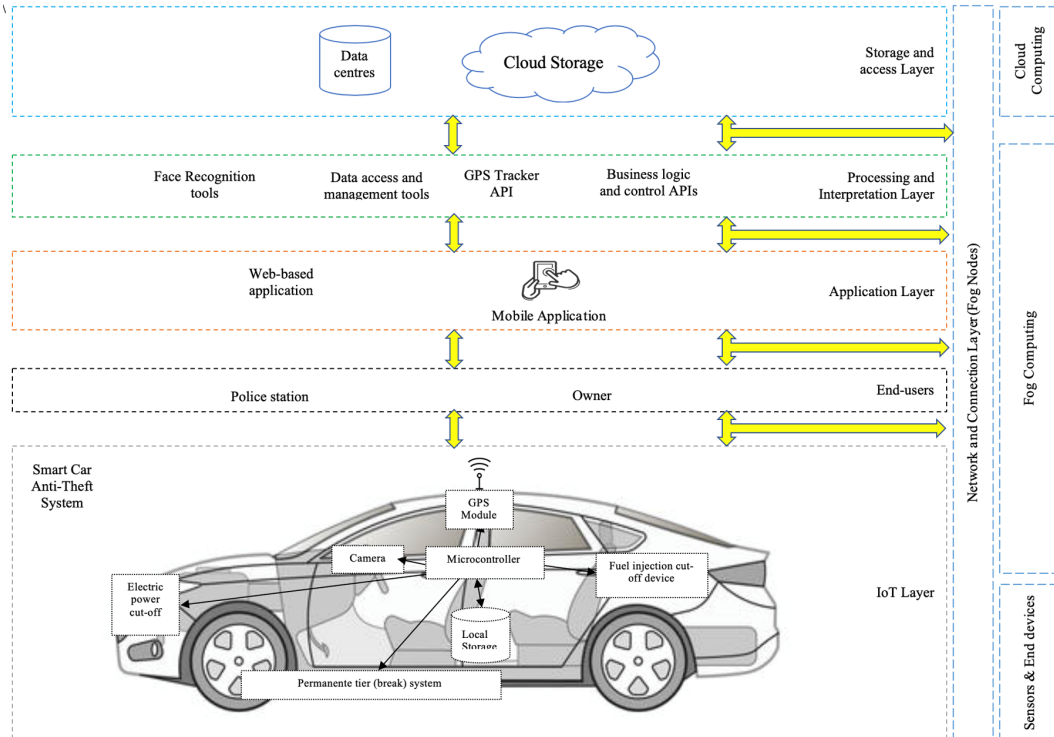 \
Data
centres
Cloud Storage
Storage and
access Layer
Cloud
Computing
Face Recognition
tools
Data access and
management tools
GPS Tracker
API
Business logic
and control APIs
Processing and
Interpretation Layer
Web-based
application
Mobile Application
Application Layer
Police station
Owner
End-users
Network and Connection Layer(Fog Nodes)
Fog Computing
Smart Car
Anti-Theft
System
GPS
Module
Camera
Microcontroller
Fuel injection cut-
off device
Electric
power
cut-off
Local
Storage
Permanente tier (break) system
IoT Layer
Sensors & End devices